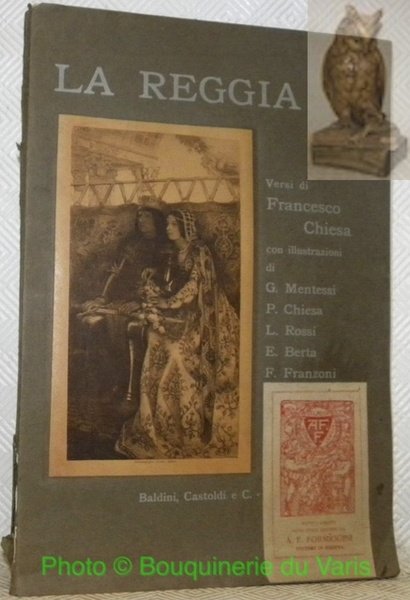 LA REGGIA
Versi di
Francesco
Chiesa
con illustrazioni
di
G. Mentessi
P. Chiesa
L. Rossi
E. Berta
F. Franzoni
Baldini, Castoldi e C.
A. F. FORMIGGINI
Photo © Bouquinerie du Varis